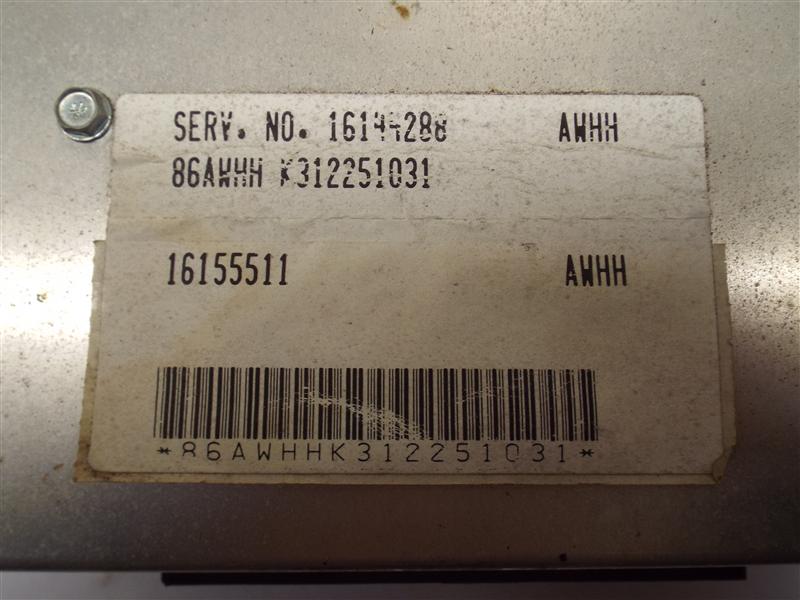 SERV. NO. 16144288 AWHH
86AWHH K312251031
16155511 AWHH
*86AWHHK312251031*